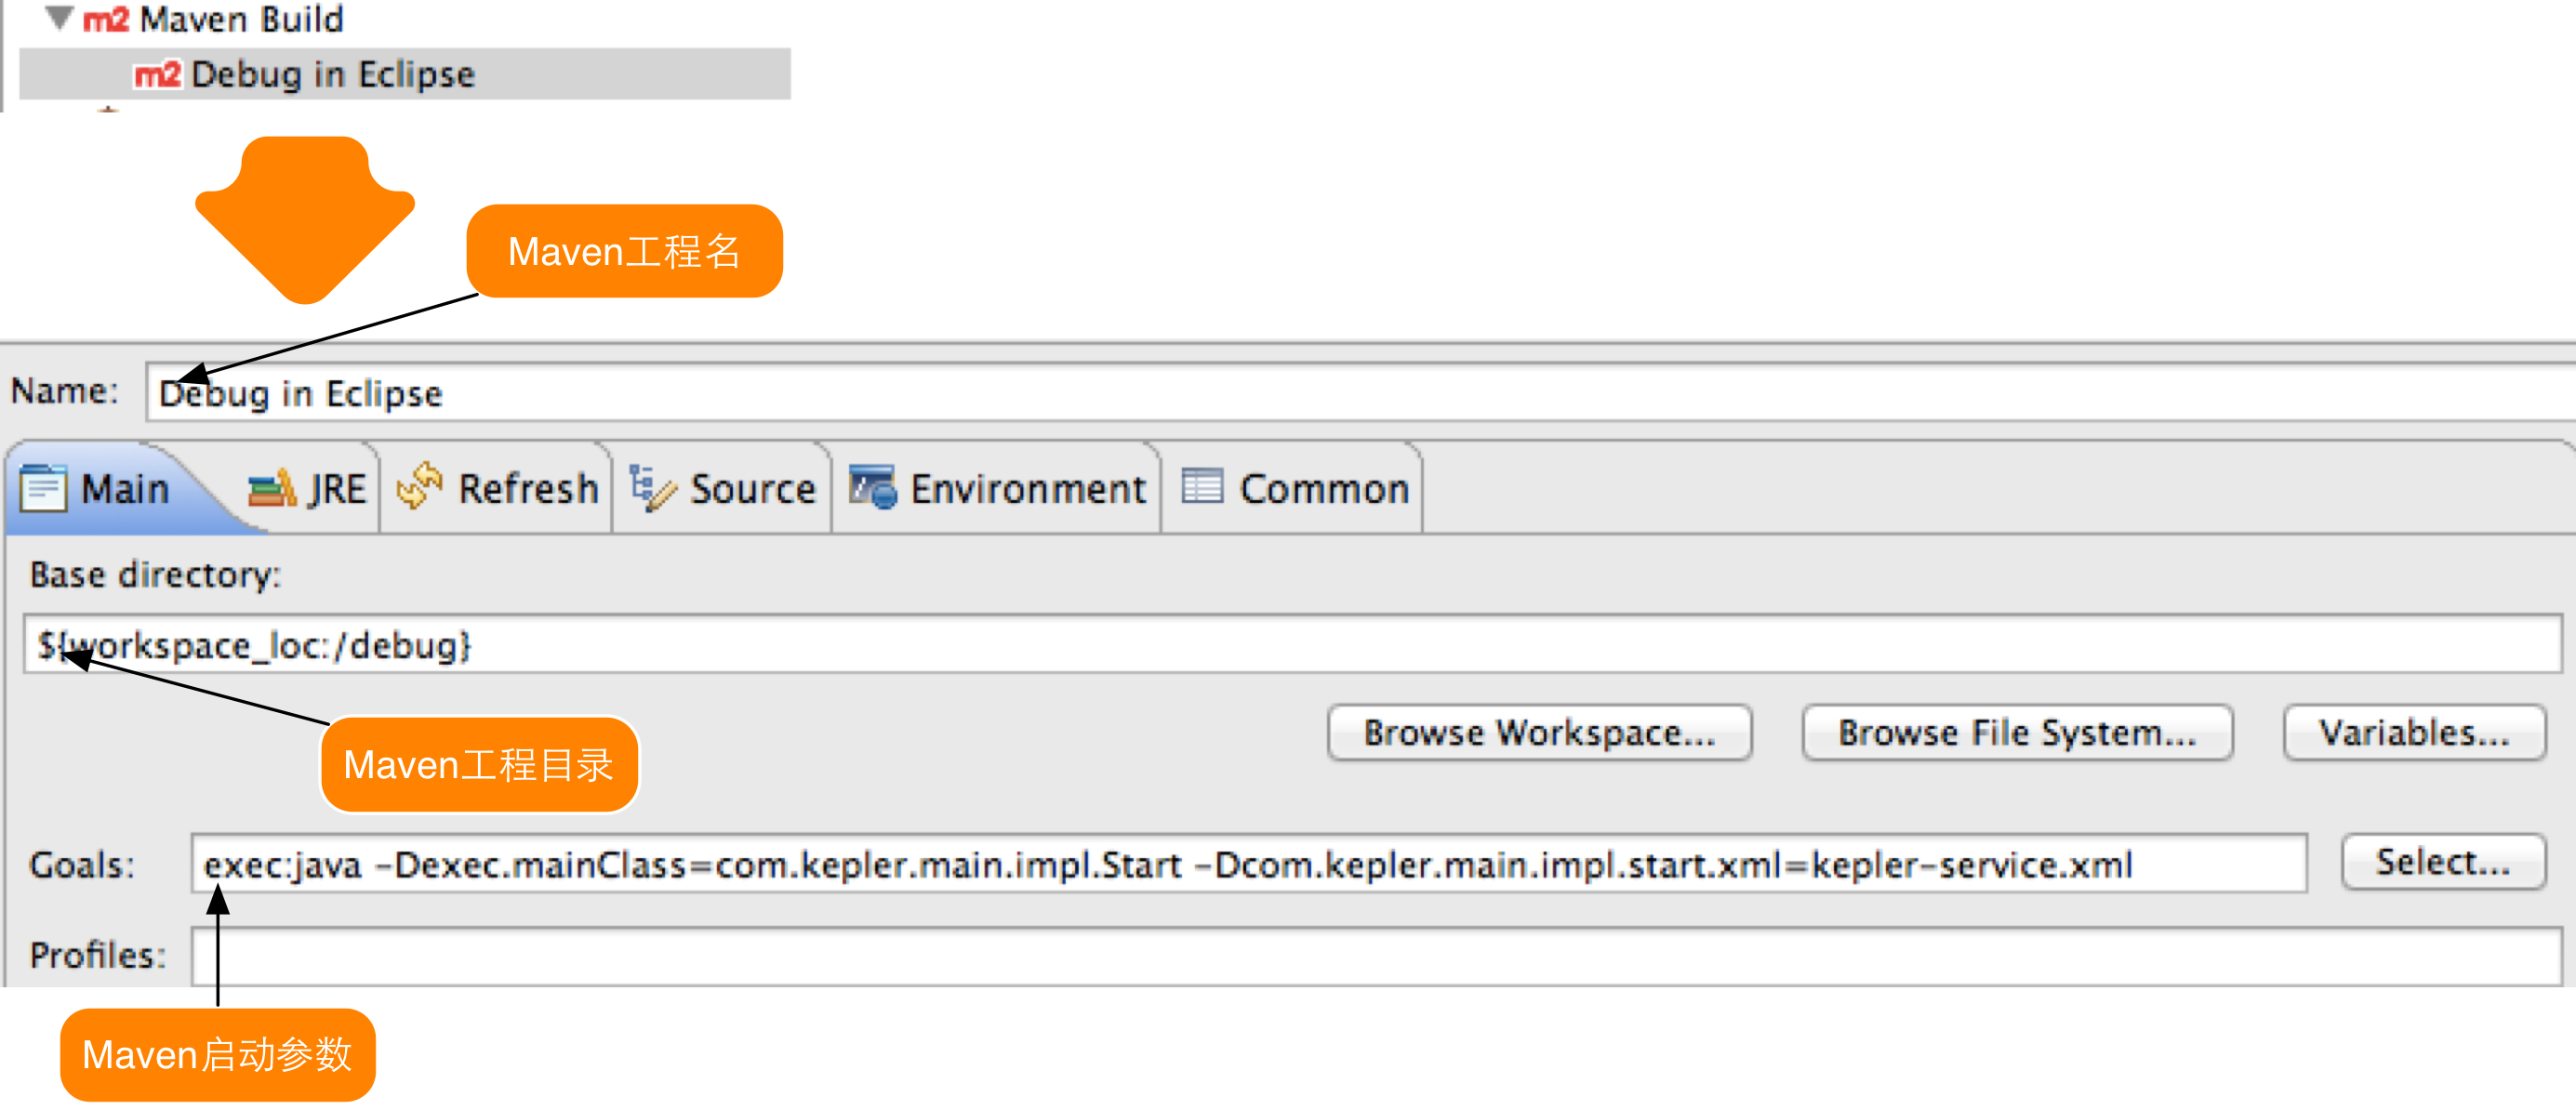 m2 Maven Build
m2 Debug in Eclipse
Maven工程名
Name: Debug in Eclipse
Main JRE Refresh Source Environment Common
Base directory:
${workspace_loc:/debug}
Browse Workspace... Browse File System... Variables...
Maven工程目录
Goals: exec:java -Dexec.mainClass=com.kepler.main.impl.Start -Dcom.kepler.main.impl.start.xml=kepler-service.xml Select...
Profiles:
Maven启动参数